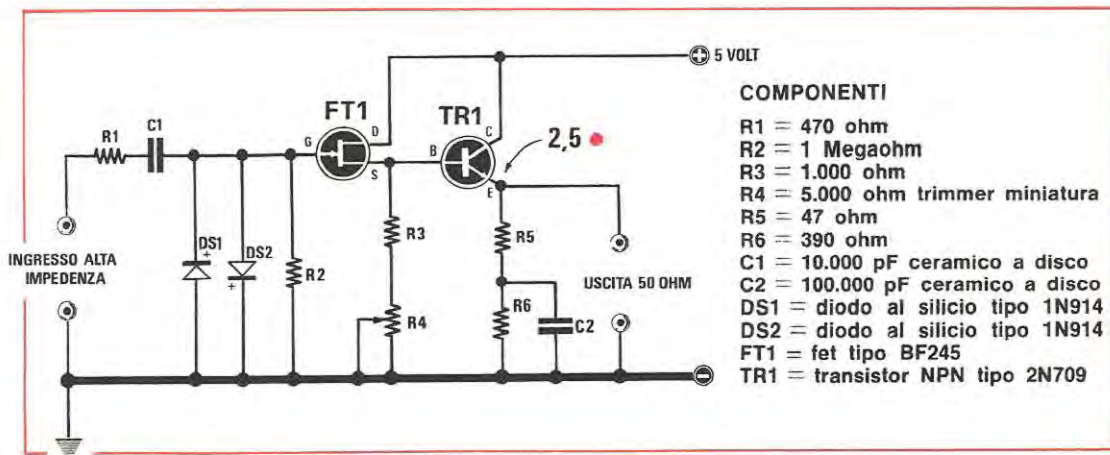 5 VOLT
FT1
TR1
D
C
G
S
B
E
2,5
R1
C1
DS1
+
DS2
+
R2
R3
R4
R5
R6
C2
INGRESSO ALTA
IMPEDENZA
USCITA 50 OHM
COMPONENTI
R1 = 470 ohm
R2 = 1 Megaohm
R3 = 1.000 ohm
R4 = 5.000 ohm trimmer miniatura
R5 = 47 ohm
R6 = 390 ohm
C1 = 10.000 pF ceramico a disco
C2 = 100.000 pF ceramico a disco
DS1 = diodo al silicio tipo 1N914
DS2 = diodo al silicio tipo 1N914
FT1 = fet tipo BF245
TR1 = transistor NPN tipo 2N709